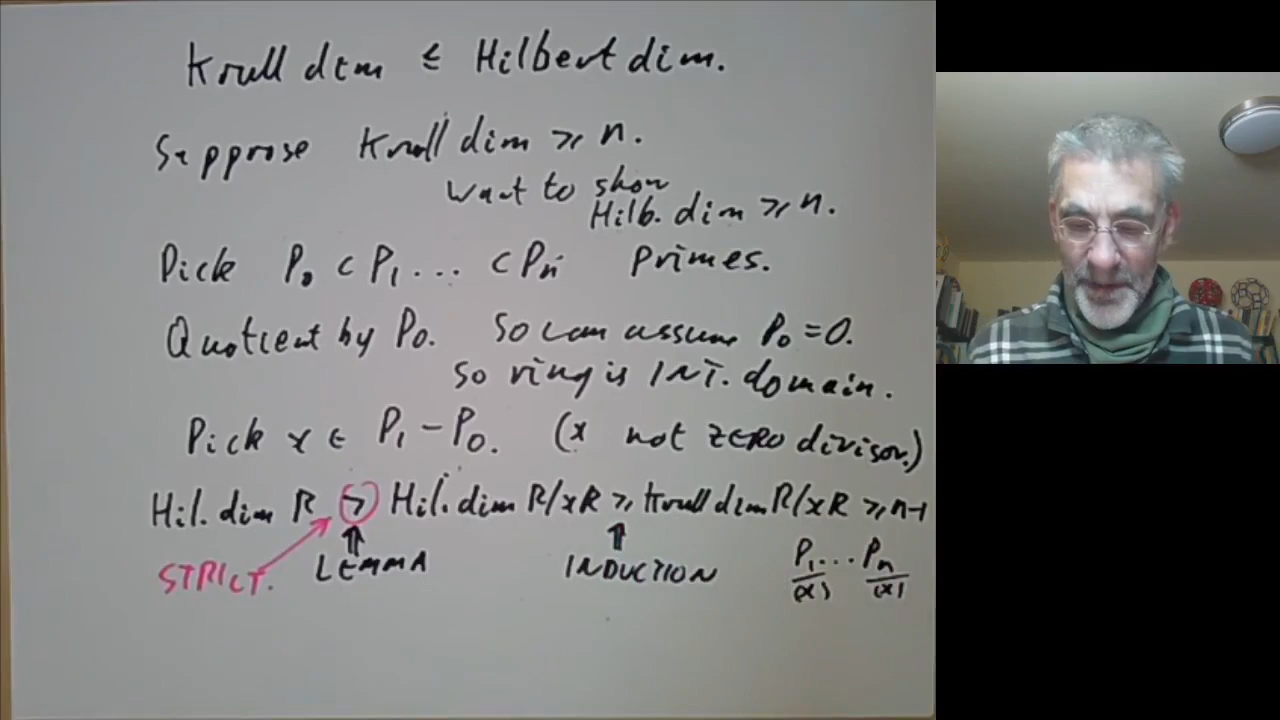 Krull dim ≤ Hilbert dim.
Suppose Krull dim ≥ n.
Want to show
Hilb. dim ≥ n.
Pick P₀ ⊂ P₁ ... ⊂ Pₙ primes.
Quotient by P₀. So can assume P₀ = 0.
So ring is INT. domain.
Pick x ∈ P₁ - P₀. (x not ZERO divisor.)
Hil. dim R > Hil. dim R/xR ≥ Krull dim R/xR ≥ n-1
STRICT. LEMMA INDUCTION P₁/(x) ... Pₙ/(x)